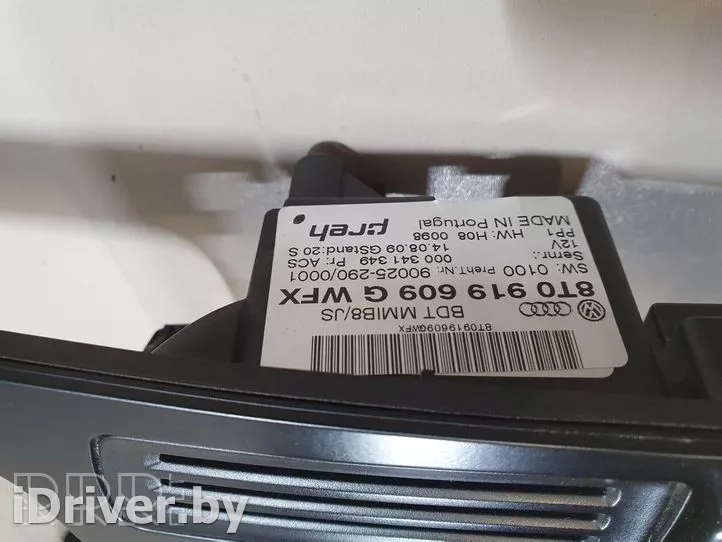 8T0919609GWFX
BDT MMIB8/JS
8T0 919 609 G WFX
SW: 0100 PrehT.Nr: 90025-290/0001
Sernr.: 000 341 349 Pr: ACS
12V 14.08.09 GStand: 20 S
PP1 HW: H08 0098
MADE IN Portugal
preh
iDriver.by